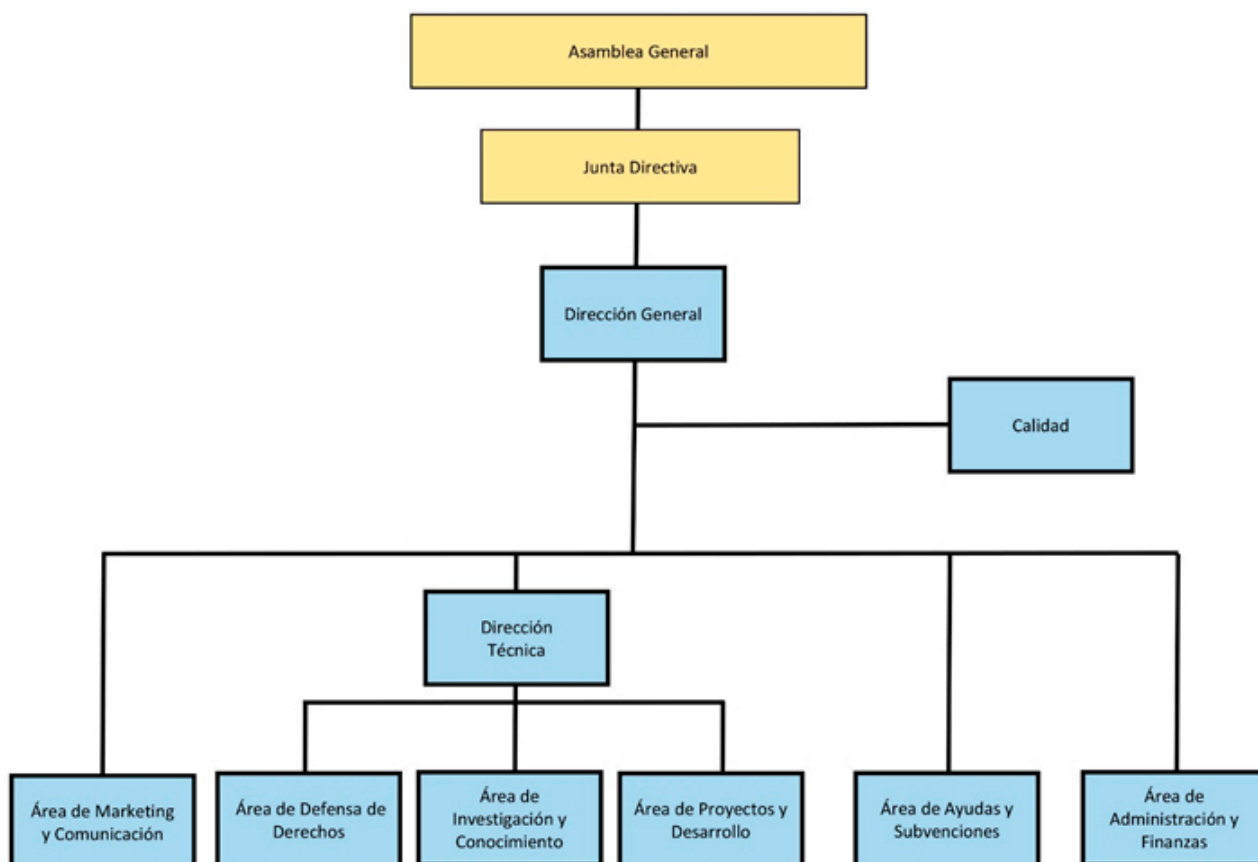 Asamblea General
Junta Directiva
Dirección General
Calidad
Dirección
Técnica
Área de Marketing
y Comunicación
Área de Defensa de
Derechos
Área de
Investigación y
Conocimiento
Área de Proyectos y
Desarrollo
Área de Ayudas y
Subvenciones
Área de
Administración y
Finanzas